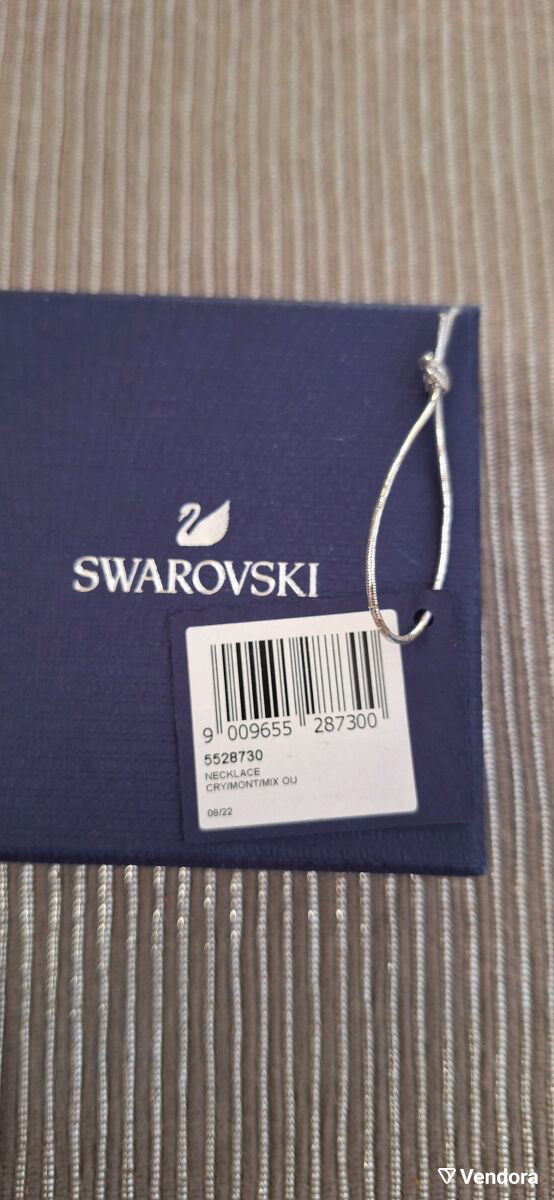 SWAROVSKI
9 009655 287300
5528730
NECKLACE
CRY/MONT/MIX OU
08/22
Vendora